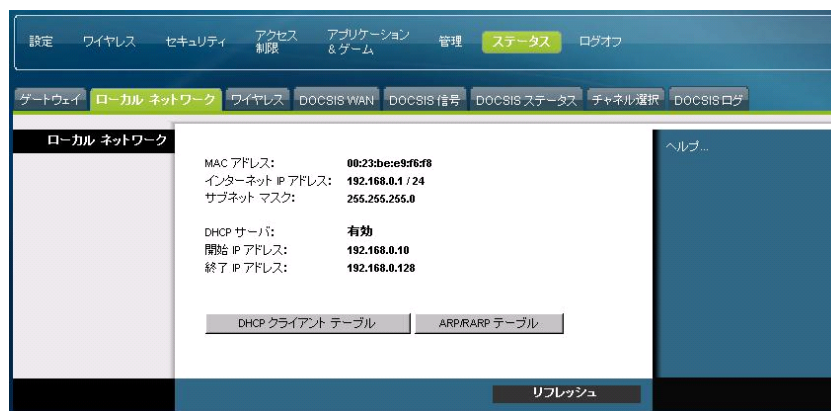 設定 ワイヤレス セキュリティ アクセス制限 アプリケーション&ゲーム 管理 ステータス ログオフ
ゲートウェイ ローカル ネットワーク ワイヤレス DOCSIS WAN DOCSIS 信号 DOCSIS ステータス チャネル選択 DOCSIS ログ
ローカル ネットワーク
ヘルプ...
MAC アドレス: 00:23:be:e9:f6:f8
インターネット IP アドレス: 192.168.0.1 / 24
サブネット マスク: 255.255.255.0
DHCP サーバ: 有効
開始 IP アドレス: 192.168.0.10
終了 IP アドレス: 192.168.0.128
DHCP クライアント テーブル ARP/RARP テーブル
リフレッシュ